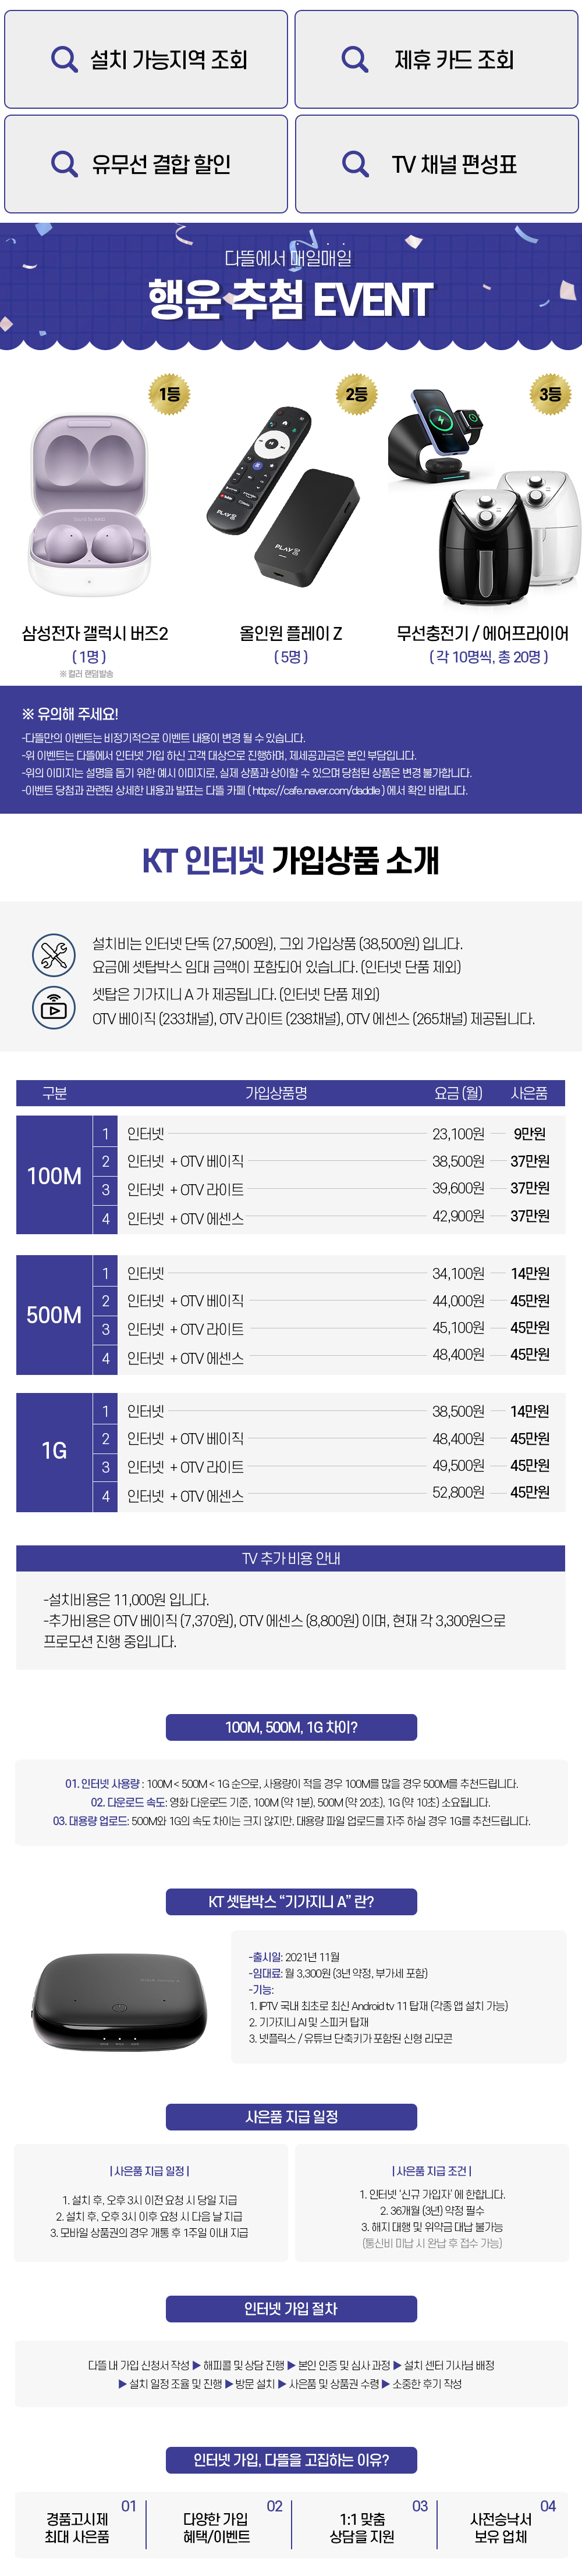 설치 가능지역 조회
제휴 카드 조회
유무선 결합 할인
TV 채널 편성표
다뜰에서 매일매일
행운 추첨 EVENT
1등
2등
3등
PLAY
PLAY
삼성전자 갤럭시 버즈2
( 1명 )
※ 컬러 랜덤발송
올인원 플레이 Z
( 5명 )
무선충전기 / 에어프라이어
( 각 10명씩, 총 20명 )
※ 유의해 주세요!
-다뜰만의 이벤트는 비정기적으로 이벤트 내용이 변경 될 수 있습니다.
-위 이벤트는 다뜰에서 인터넷 가입 하신 고객 대상으로 진행하며, 제세공과금은 본인 부담입니다.
-위의 이미지는 설명을 돕기 위한 예시 이미지로, 실제 상품과 상이할 수 있으며 당첨된 상품은 변경 불가합니다.
-이벤트 당첨과 관련된 상세한 내용과 발표는 다뜰 카페 ( https://cafe.naver.com/daddle ) 에서 확인 바랍니다.
KT 인터넷 가입상품 소개
설치비는 인터넷 단독 (27,500원), 그외 가입상품 (38,500원) 입니다.
요금에 셋탑박스 임대 금액이 포함되어 있습니다. (인터넷 단품 제외)
셋탑은 기가지니 A 가 제공됩니다. (인터넷 단품 제외)
OTV 베이직 (233채널), OTV 라이트 (238채널), OTV 에센스 (265채널) 제공됩니다.
구분 가입상품명 요금 (월) 사은품
100M
1 인터넷 23,100원 9만원
2 인터넷 + OTV 베이직 38,500원 37만원
3 인터넷 + OTV 라이트 39,600원 37만원
4 인터넷 + OTV 에센스 42,900원 37만원
500M
1 인터넷 34,100원 14만원
2 인터넷 + OTV 베이직 44,000원 45만원
3 인터넷 + OTV 라이트 45,100원 45만원
4 인터넷 + OTV 에센스 48,400원 45만원
1G
1 인터넷 38,500원 14만원
2 인터넷 + OTV 베이직 48,400원 45만원
3 인터넷 + OTV 라이트 49,500원 45만원
4 인터넷 + OTV 에센스 52,800원 45만원
TV 추가 비용 안내
-설치비용은 11,000원 입니다.
-추가비용은 OTV 베이직 (7,370원), OTV 에센스 (8,800원) 이며, 현재 각 3,300원으로
프로모션 진행 중입니다.
100M, 500M, 1G 차이?
01. 인터넷 사용량 : 100M < 500M < 1G 순으로, 사용량이 적을 경우 100M를 많을 경우 500M를 추천드립니다.
02. 다운로드 속도: 영화 다운로드 기준, 100M (약 1분), 500M (약 20초), 1G (약 10초) 소요됩니다.
03. 대용량 업로드: 500M와 1G의 속도 차이는 크지 않지만, 대용량 파일 업로드를 자주 하실 경우 1G를 추천드립니다.
KT 셋탑박스 “기가지니 A” 란?
-출시일: 2021년 11월
-임대료: 월 3,300원 (3년 약정, 부가세 포함)
-기능:
1. IPTV 국내 최초로 최신 Android tv 11 탑재 (각종 앱 설치 가능)
2. 기가지니 AI 및 스피커 탑재
3. 넷플릭스 / 유튜브 단축키가 포함된 신형 리모콘
사은품 지급 일정
| 사은품 지급 일정 |
1. 설치 후, 오후 3시 이전 요청 시 당일 지급
2. 설치 후, 오후 3시 이후 요청 시 다음 날 지급
3. 모바일 상품권의 경우 개통 후 1주일 이내 지급
| 사은품 지급 조건 |
1. 인터넷 ‘신규 가입자’ 에 한합니다.
2. 36개월 (3년) 약정 필수
3. 해지 대행 및 위약금 대납 불가능
(통신비 미납 시 완납 후 접수 가능)
인터넷 가입 절차
다뜰 내 가입 신청서 작성 ▶ 해피콜 및 상담 진행 ▶ 본인 인증 및 심사 과정 ▶ 설치 센터 기사님 배정
▶ 설치 일정 조율 및 진행 ▶ 방문 설치 ▶ 사은품 및 상품권 수령 ▶ 소중한 후기 작성
인터넷 가입, 다뜰을 고집하는 이유?
01
경품고시제
최대 사은품
02
다양한 가입
혜택/이벤트
03
1:1 맞춤
상담을 지원
04
사전승낙서
보유 업체